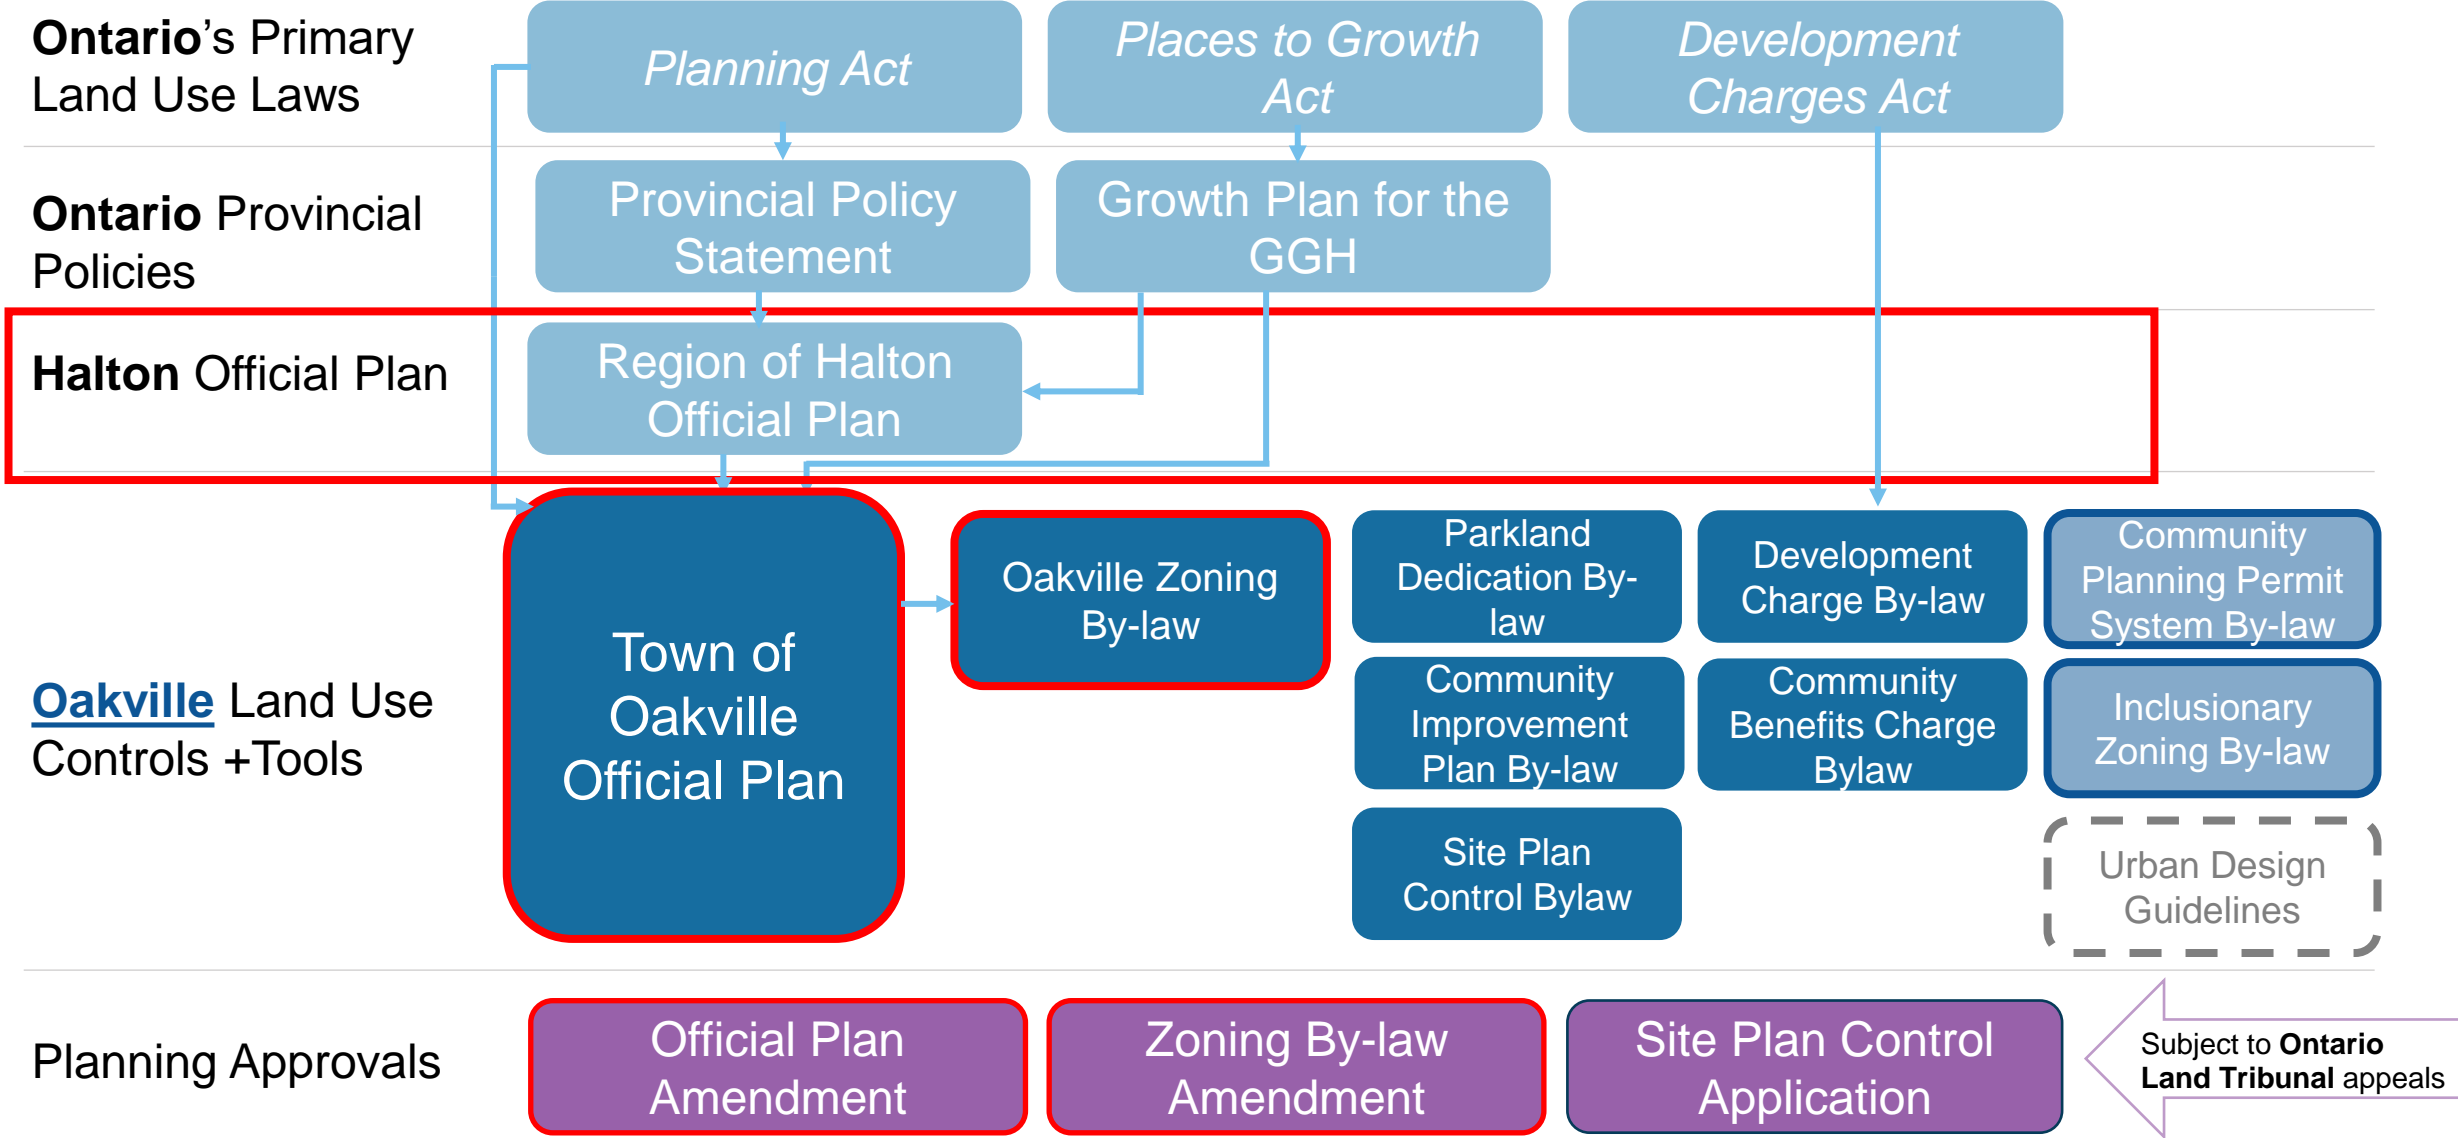 Ontario's Primary
Land Use Laws
Planning Act
Places to Growth
Act
Development
Charges Act
Ontario Provincial
Policies
Provincial Policy
Statement
Growth Plan for the
GGH
Halton Official Plan
Region of Halton
Official Plan
Oakville Land Use
Controls +Tools
Town of
Oakville
Official Plan
Oakville Zoning
By-law
Parkland
Dedication By-
law
Development
Charge By-law
Community
Planning Permit
System By-law
Community
Improvement
Plan By-law
Community
Benefits Charge
Bylaw
Inclusionary
Zoning By-law
Site Plan
Control Bylaw
Urban Design
Guidelines
Planning Approvals
Official Plan
Amendment
Zoning By-law
Amendment
Site Plan Control
Application
Subject to Ontario
Land Tribunal appeals